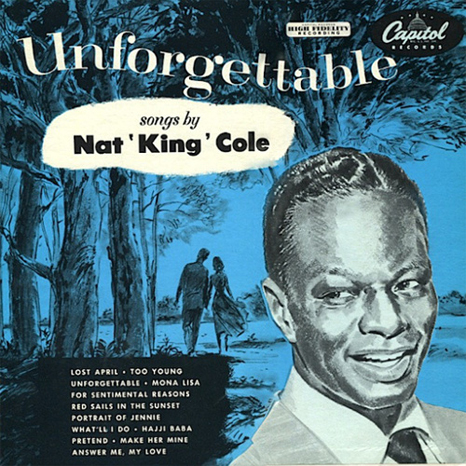 HIGH FIDELITY
RECORDING
Capitol
RECORDS
Unforgettable
songs by
Nat 'King' Cole
LOST APRIL • TOO YOUNG
UNFORGETTABLE • MONA LISA
FOR SENTIMENTAL REASONS
RED SAILS IN THE SUNSET
PORTRAIT OF JENNIE
WHAT'LL I DO • HAJJI BABA
PRETEND • MAKE HER MINE
ANSWER ME, MY LOVE